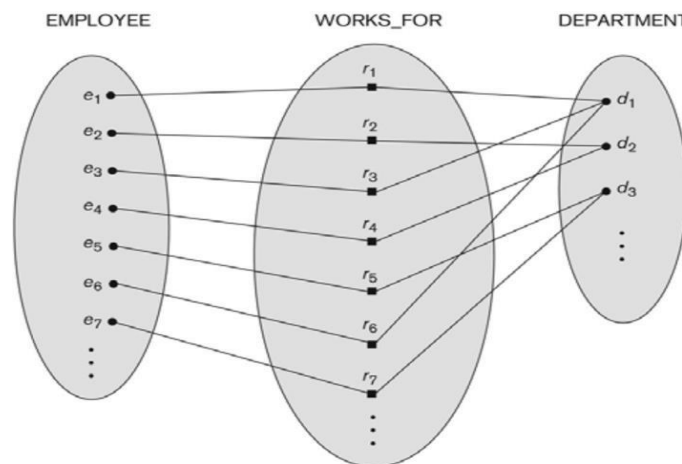 EMPLOYEE WORKS_FOR DEPARTMENT
e1
e2
e3
e4
e5
e6
e7
r1
r2
r3
r4
r5
r6
r7
d1
d2
d3